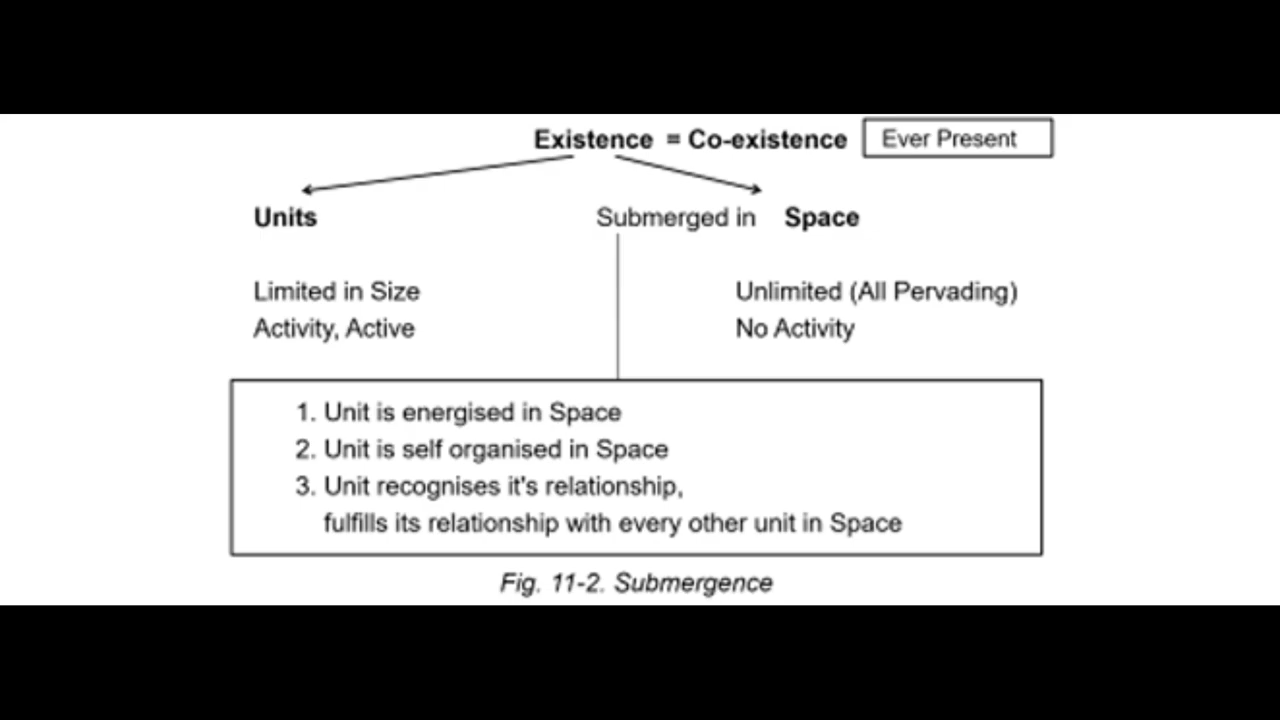 Existence = Co-existence Ever Present
Units Submerged in Space
Limited in Size Unlimited (All Pervading)
Activity, Active No Activity
1. Unit is energised in Space
2. Unit is self organised in Space
3. Unit recognises it's relationship,
fulfills its relationship with every other unit in Space
Fig. 11-2. Submergence